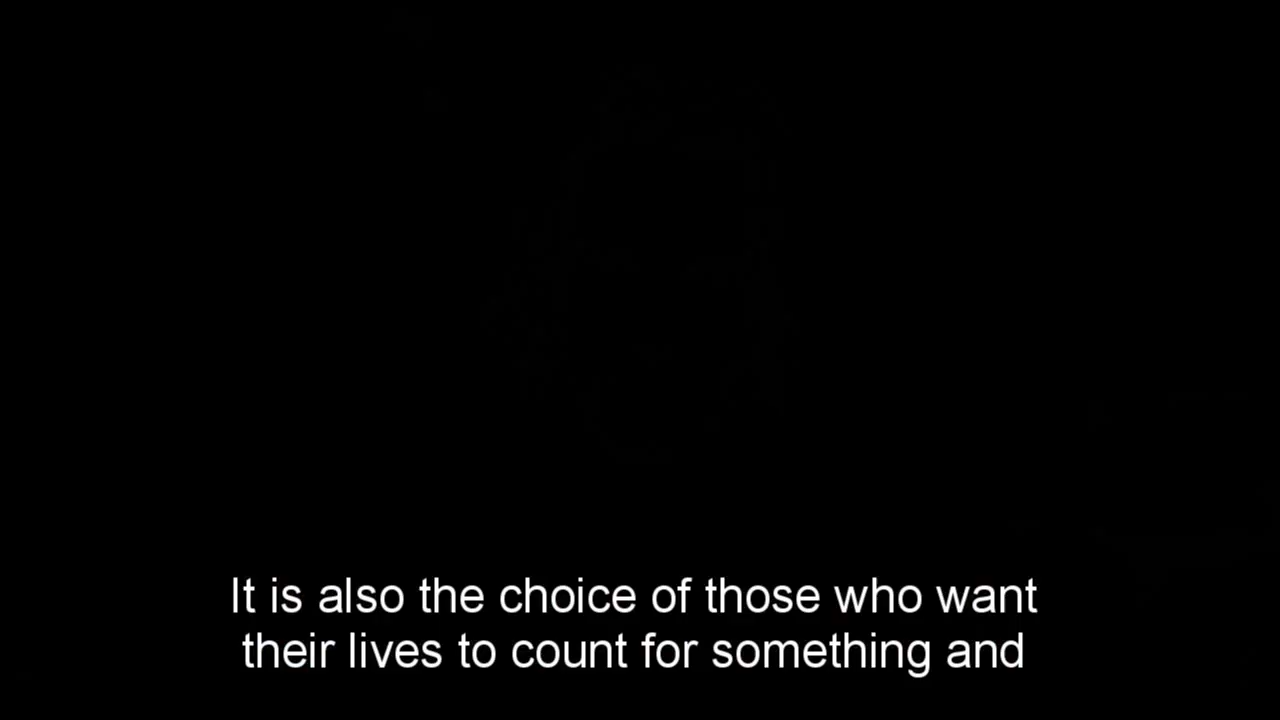 It is also the choice of those who want
their lives to count for something and